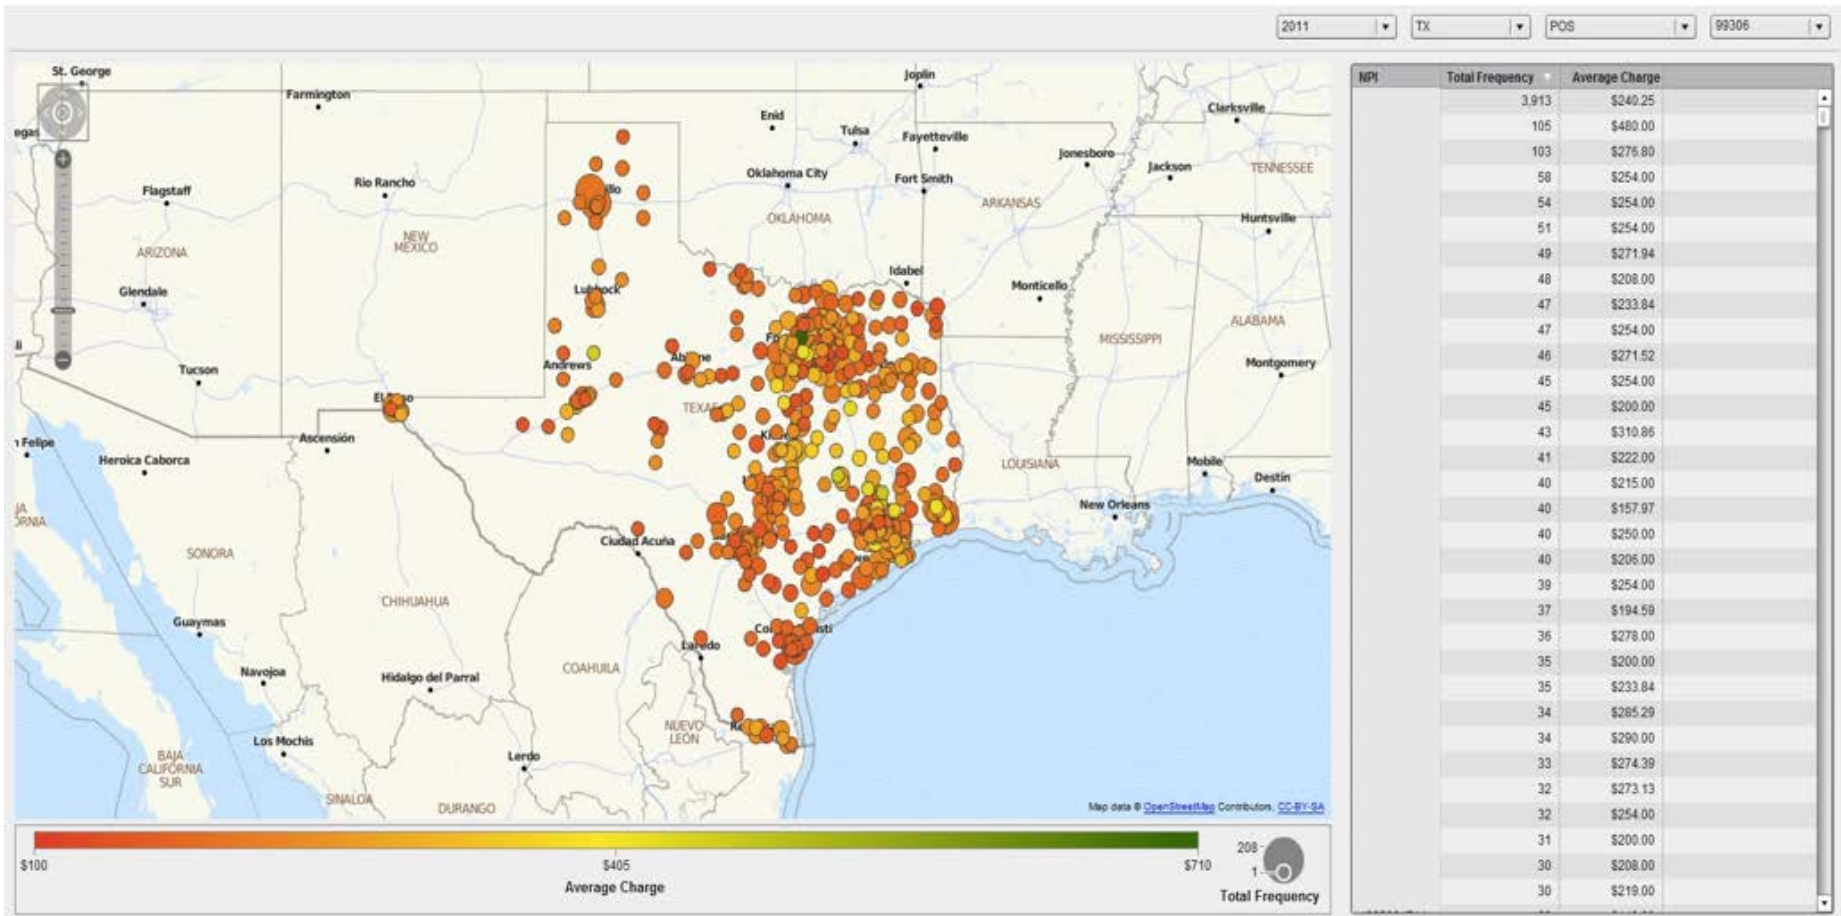 2011 TX POS 99306
St. George
Joplin
Farmington
Clarksville
Enid
egas
Tulsa
Fayetteville
Jonesboro
Jackson
TENNESSEE
Oklahoma City
Fort Smith
Rio Rancho
Flagstaff
illo
ARKANSAS
OKLAHOMA
Huntsville
NEW
MEXICO
ARIZONA
Idabel
Glendale
Lubbock
Monticello
ALABAMA
MISSISSIPPI
Montgomery
Andrews
Tucson
El Paso
TEXAS
Ascensión
n Felipe
Heroica Caborca
LOUISIANA
Mobile
Destin
New Orleans
SONORA
Ciudad Acuña
CHIHUAHUA
Guaymas
Laredo
COAHUILA
Navojoa
Hidalgo del Parral
NUEVO
LEÓN
Los Mochis
Lerdo
BAJA
CALIFORNIA
SUR
SINALOA
DURANGO
Map data © OpenStreetMap Contributors, CC-BY-SA
$100 $405 $710
Average Charge
208
1
Total Frequency
NPI Total Frequency Average Charge
3,913 $240.25
105 $480.00
103 $276.80
58 $254.00
54 $254.00
51 $254.00
49 $271.94
48 $208.00
47 $233.84
47 $254.00
46 $271.52
45 $254.00
45 $200.00
43 $310.86
41 $222.00
40 $215.00
40 $157.97
40 $250.00
40 $206.00
39 $254.00
37 $194.59
36 $278.00
35 $200.00
35 $233.84
34 $285.29
34 $290.00
33 $274.39
32 $273.13
32 $254.00
31 $200.00
30 $208.00
30 $219.00